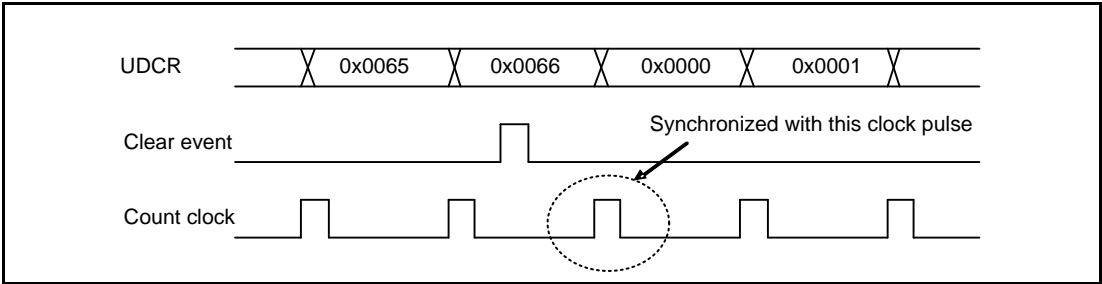 UDCR 0x0065 0x0066 0x0000 0x0001
Synchronized with this clock pulse
Clear event
Count clock